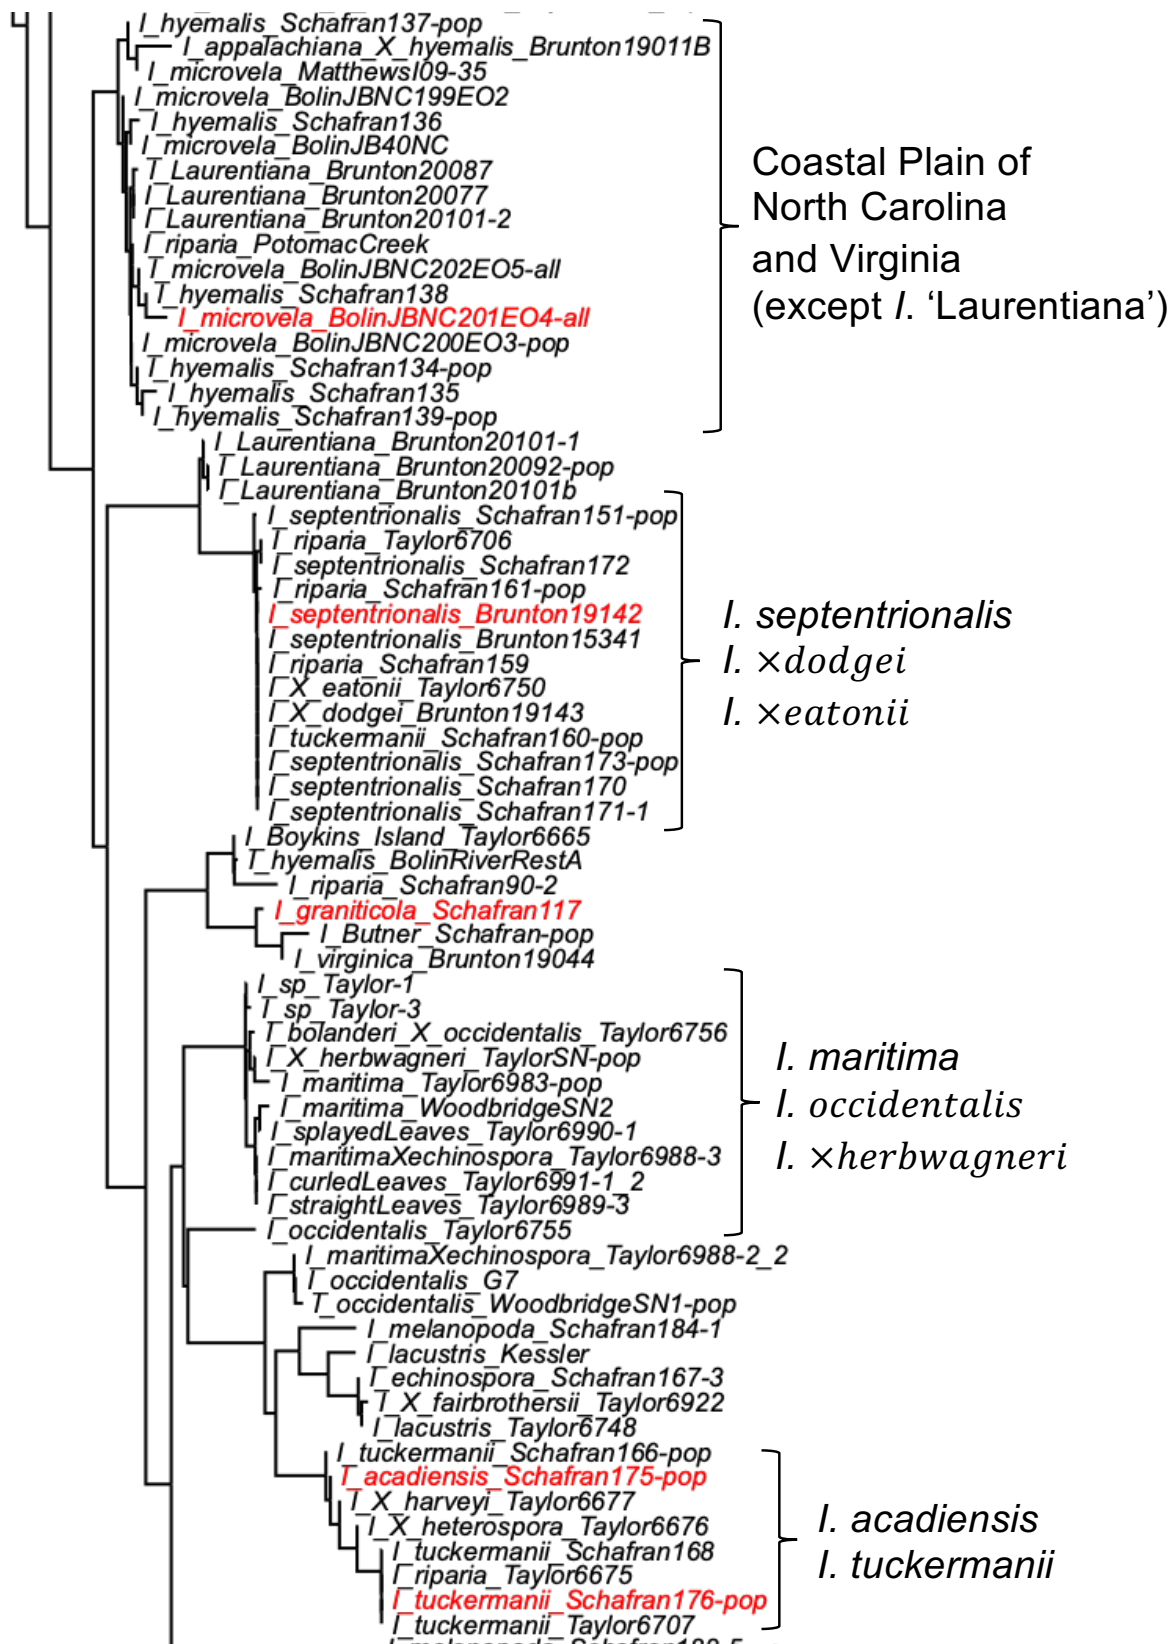 I_hyemalis_Schafran137-pop
I_appalachiana_X_hyemalis_Brunton19011B
I_microvela_MatthewsI09-35
I_microvela_BolinJBNC199EO2
I_hyemalis_Schafran136
I_microvela_BolinJB40NC
I_Laurentiana_Brunton20087
I_Laurentiana_Brunton20077
I_Laurentiana_Brunton20101-2
I_riparia_PotomacCreek
I_microvela_BolinJBNC202EO5-all
I_hyemalis_Schafran138
I_microvela_BolinJBNC201EO4-all
I_microvela_BolinJBNC200EO3-pop
I_hyemalis_Schafran134-pop
I_hyemalis_Schafran135
I_hyemalis_Schafran139-pop
Coastal Plain of
North Carolina
and Virginia
(except I. ‘Laurentiana’)
I_Laurentiana_Brunton20101-1
I_Laurentiana_Brunton20092-pop
I_Laurentiana_Brunton20101b
I_septentrionalis_Schafran151-pop
I_riparia_Taylor6706
I_septentrionalis_Schafran172
I_riparia_Schafran161-pop
I_septentrionalis_Brunton19142
I_septentrionalis_Brunton15341
I_riparia_Schafran159
I_X_eatonii_Taylor6750
I_X_dodgei_Brunton19143
I_tuckermanii_Schafran160-pop
I_septentrionalis_Schafran173-pop
I_septentrionalis_Schafran170
I_septentrionalis_Schafran171-1
I. septentrionalis
I. ×dodgei
I. ×eatonii
I_Boykins_Island_Taylor6665
I_hyemalis_BolinRiverRestA
I_riparia_Schafran90-2
I_graniticola_Schafran117
I_Butner_Schafran-pop
I_virginica_Brunton19044
I_sp_Taylor-1
I_sp_Taylor-3
I_bolanderi_X_occidentalis_Taylor6756
I_X_herbwagneri_TaylorSN-pop
I_maritima_Taylor6983-pop
I_maritima_WoodbridgeSN2
I_splayedLeaves_Taylor6990-1
I_maritimaXechinospora_Taylor6988-3
I_curledLeaves_Taylor6991-1_2
I_straightLeaves_Taylor6989-3
I_occidentalis_Taylor6755
I. maritima
I. occidentalis
I. ×herbwagneri
I_maritimaXechinospora_Taylor6988-2_2
I_occidentalis_G7
I_occidentalis_WoodbridgeSN1-pop
I_melanopoda_Schafran184-1
I_lacustris_Kessler
I_echinospora_Schafran167-3
I_X_fairbrothersii_Taylor6922
I_lacustris_Taylor6748
I_tuckermanii_Schafran166-pop
I_acadiensis_Schafran175-pop
I_X_harveyi_Taylor6677
I_X_heterospora_Taylor6676
I_tuckermanii_Schafran168
I_riparia_Taylor6675
I_tuckermanii_Schafran176-pop
I_tuckermanii_Taylor6707
I. acadiensis
I. tuckermanii